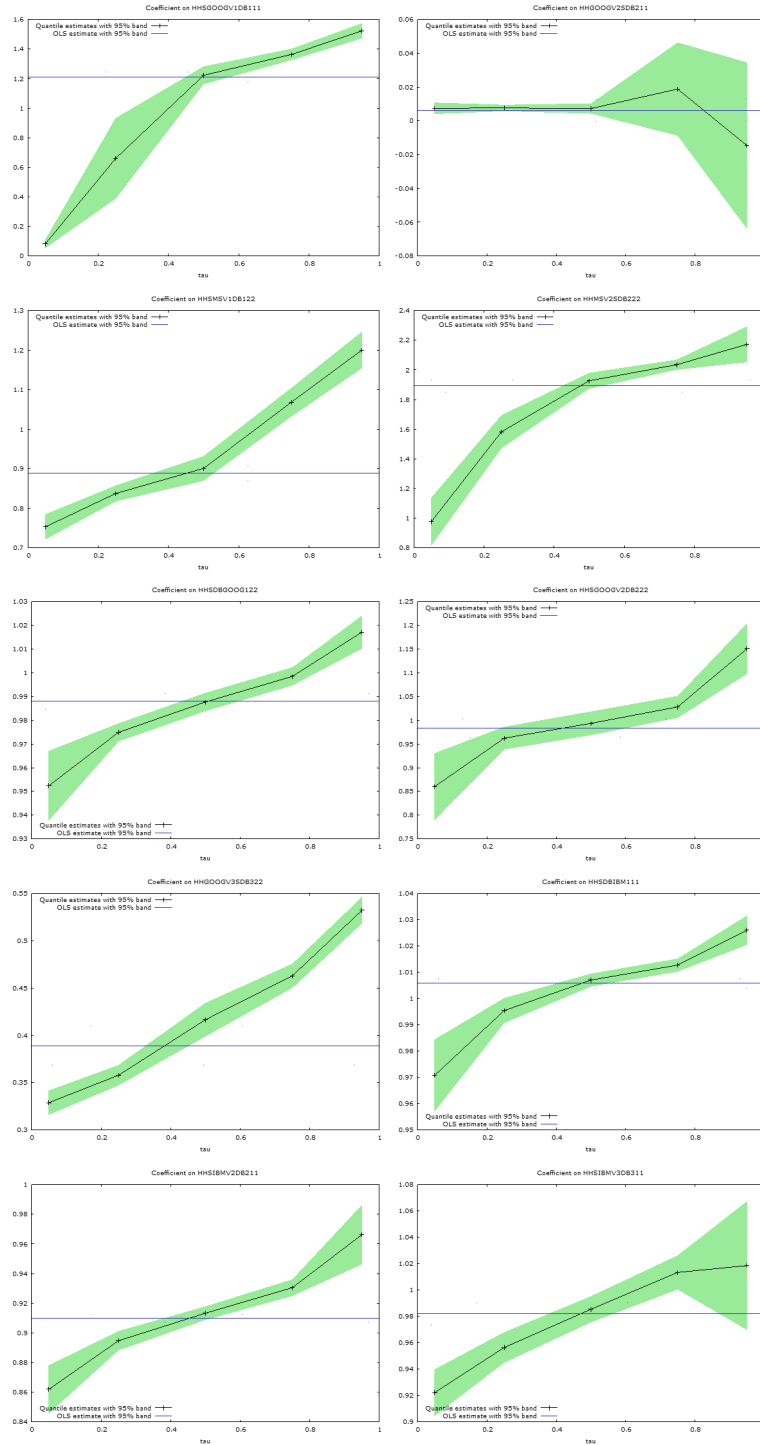 Coefficient on HHSGOOGV1DB111
Quantile estimates with 95% band
OLS estimate with 95% band
1.6
1.4
1.2
1
0.8
0.6
0.4
0.2
0
0 0.2 0.4 0.6 0.8 1
tau
Coefficient on HHGOOGV2SDB211
Quantile estimates with 95% band
OLS estimate with 95% band
0.06
0.04
0.02
0
-0.02
-0.04
-0.06
-0.08
0 0.2 0.4 0.6 0.8
tau
Coefficient on HHSMSV1DB122
Quantile estimates with 95% band
OLS estimate with 95% band
1.3
1.2
1.1
1
0.9
0.8
0.7
0 0.2 0.4 0.6 0.8 1
tau
Coefficient on HHMSV2SDB222
Quantile estimates with 95% band
OLS estimate with 95% band
2.4
2.2
2
1.8
1.6
1.4
1.2
1
0.8
0 0.2 0.4 0.6 0.8
tau
Coefficient on HHSDBGOOG122
1.03
1.02
1.01
1
0.99
0.98
0.97
0.96
0.95
0.94
0.93
Quantile estimates with 95% band
OLS estimate with 95% band
0 0.2 0.4 0.6 0.8 1
tau
Coefficient on HHSGOOGV2DB222
Quantile estimates with 95% band
OLS estimate with 95% band
1.25
1.2
1.15
1.1
1.05
1
0.95
0.9
0.85
0.8
0.75
0 0.2 0.4 0.6 0.8
tau
Coefficient on HHGOOGV3SDB322
Quantile estimates with 95% band
OLS estimate with 95% band
0.55
0.5
0.45
0.4
0.35
0.3
0 0.2 0.4 0.6 0.8 1
tau
Coefficient on HHSDBIBM111
1.04
1.03
1.02
1.01
1
0.99
0.98
0.97
0.96
0.95
Quantile estimates with 95% band
OLS estimate with 95% band
0 0.2 0.4 0.6 0.8
tau
Coefficient on HHSIBMV2DB211
1
0.98
0.96
0.94
0.92
0.9
0.88
0.86
0.84
Quantile estimates with 95% band
OLS estimate with 95% band
0 0.2 0.4 0.6 0.8 1
tau
Coefficient on HHSIBMV3DB311
1.08
1.06
1.04
1.02
1
0.98
0.96
0.94
0.92
0.9
Quantile estimates with 95% band
OLS estimate with 95% band
0 0.2 0.4 0.6 0.8
tau